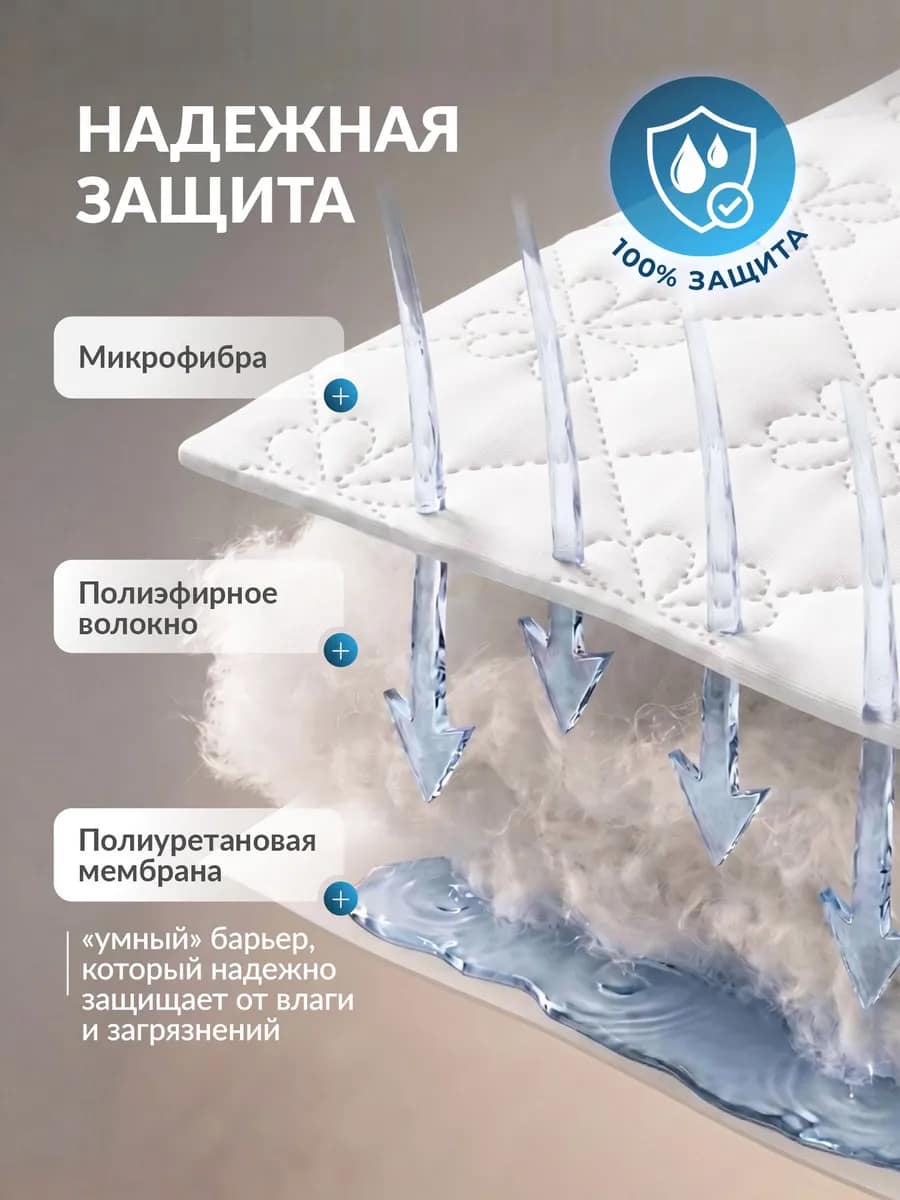 НАДЕЖНАЯ
ЗАЩИТА
100% ЗАЩИТА
Микрофибра
Полиэфирное
волокно
Полиуретановая
мембрана
«умный» барьер,
который надежно
защищает от влаги
и загрязнений